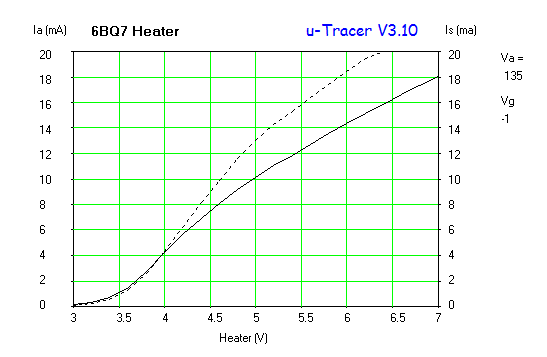 Ia (mA) 6BQ7 Heater u-Tracer V3.10 Is (ma)
20 20 Va =
18 18 135
16 16 Vg
14 14 -1
12 12
10 10
8 8
6 6
4 4
2 2
0 0
3 3.5 4 4.5 5 5.5 6 6.5 7
Heater (V)